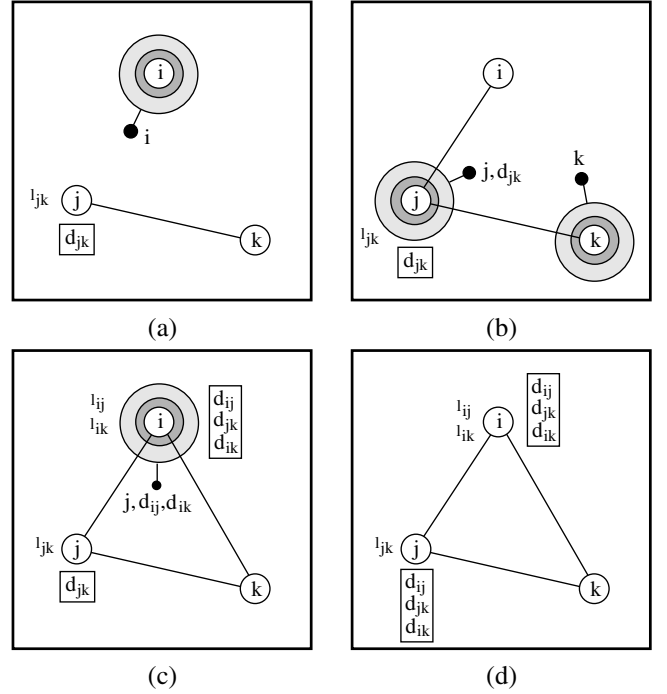 i
i
l_jk j
d_jk
k
(a)
i
k
j, d_jk
j
l_jk
k
d_jk
(b)
l_ij
l_ik
i
d_ij
d_jk
d_ik
j, d_ij, d_ik
l_jk j
d_jk
k
(c)
l_ij
l_ik
i
d_ij
d_jk
d_ik
l_jk j
k
d_ij
d_jk
d_ik
(d)